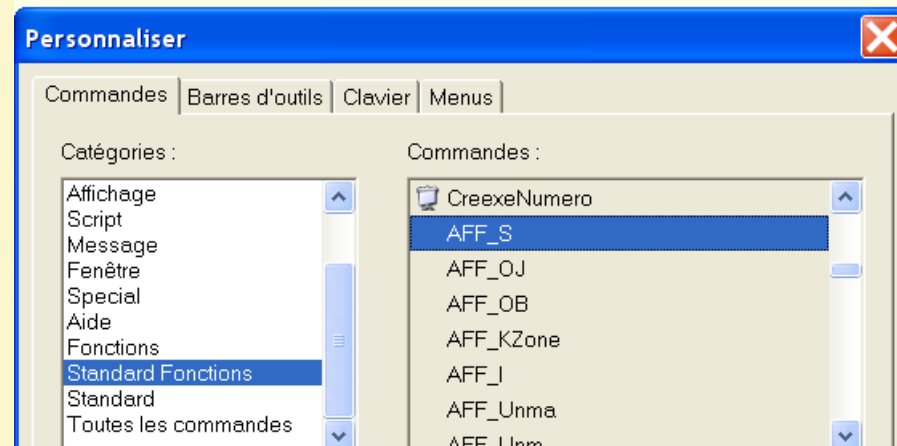 Personnaliser
Commandes Barres d'outils Clavier Menus
Catégories :
Affichage
Script
Message
Fenêtre
Special
Aide
Fonctions
Standard Fonctions
Standard
Toutes les commandes
Commandes :
CreexeNumero
AFF_S
AFF_OJ
AFF_OB
AFF_KZone
AFF_I
AFF_Unma
AFF_Unm